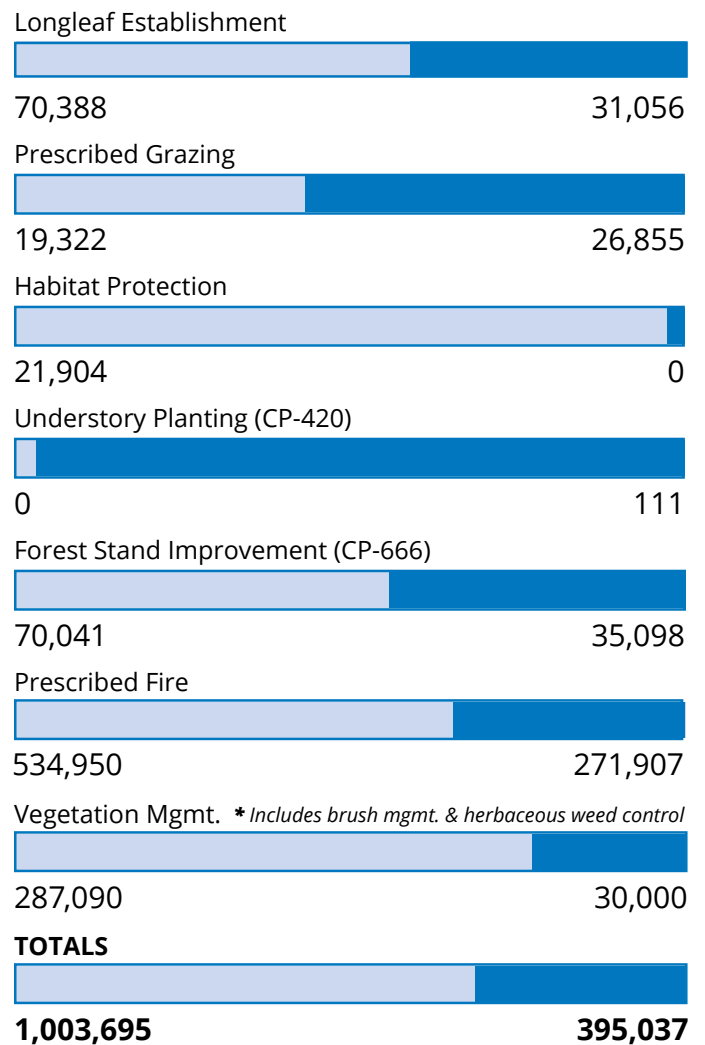 Longleaf Establishment
70,388 31,056
Prescribed Grazing
19,322 26,855
Habitat Protection
21,904 0
Understory Planting (CP-420)
0 111
Forest Stand Improvement (CP-666)
70,041 35,098
Prescribed Fire
534,950 271,907
Vegetation Mgmt. * Includes brush mgmt. & herbaceous weed control
287,090 30,000
TOTALS
1,003,695 395,037